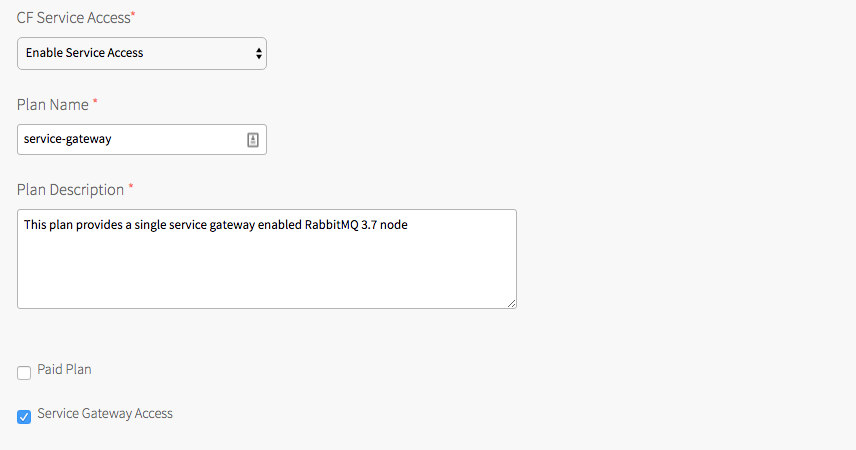 CF Service Access*
Enable Service Access
Plan Name *
service-gateway
Plan Description *
This plan provides a single service gateway enabled RabbitMQ 3.7 node
Paid Plan
Service Gateway Access